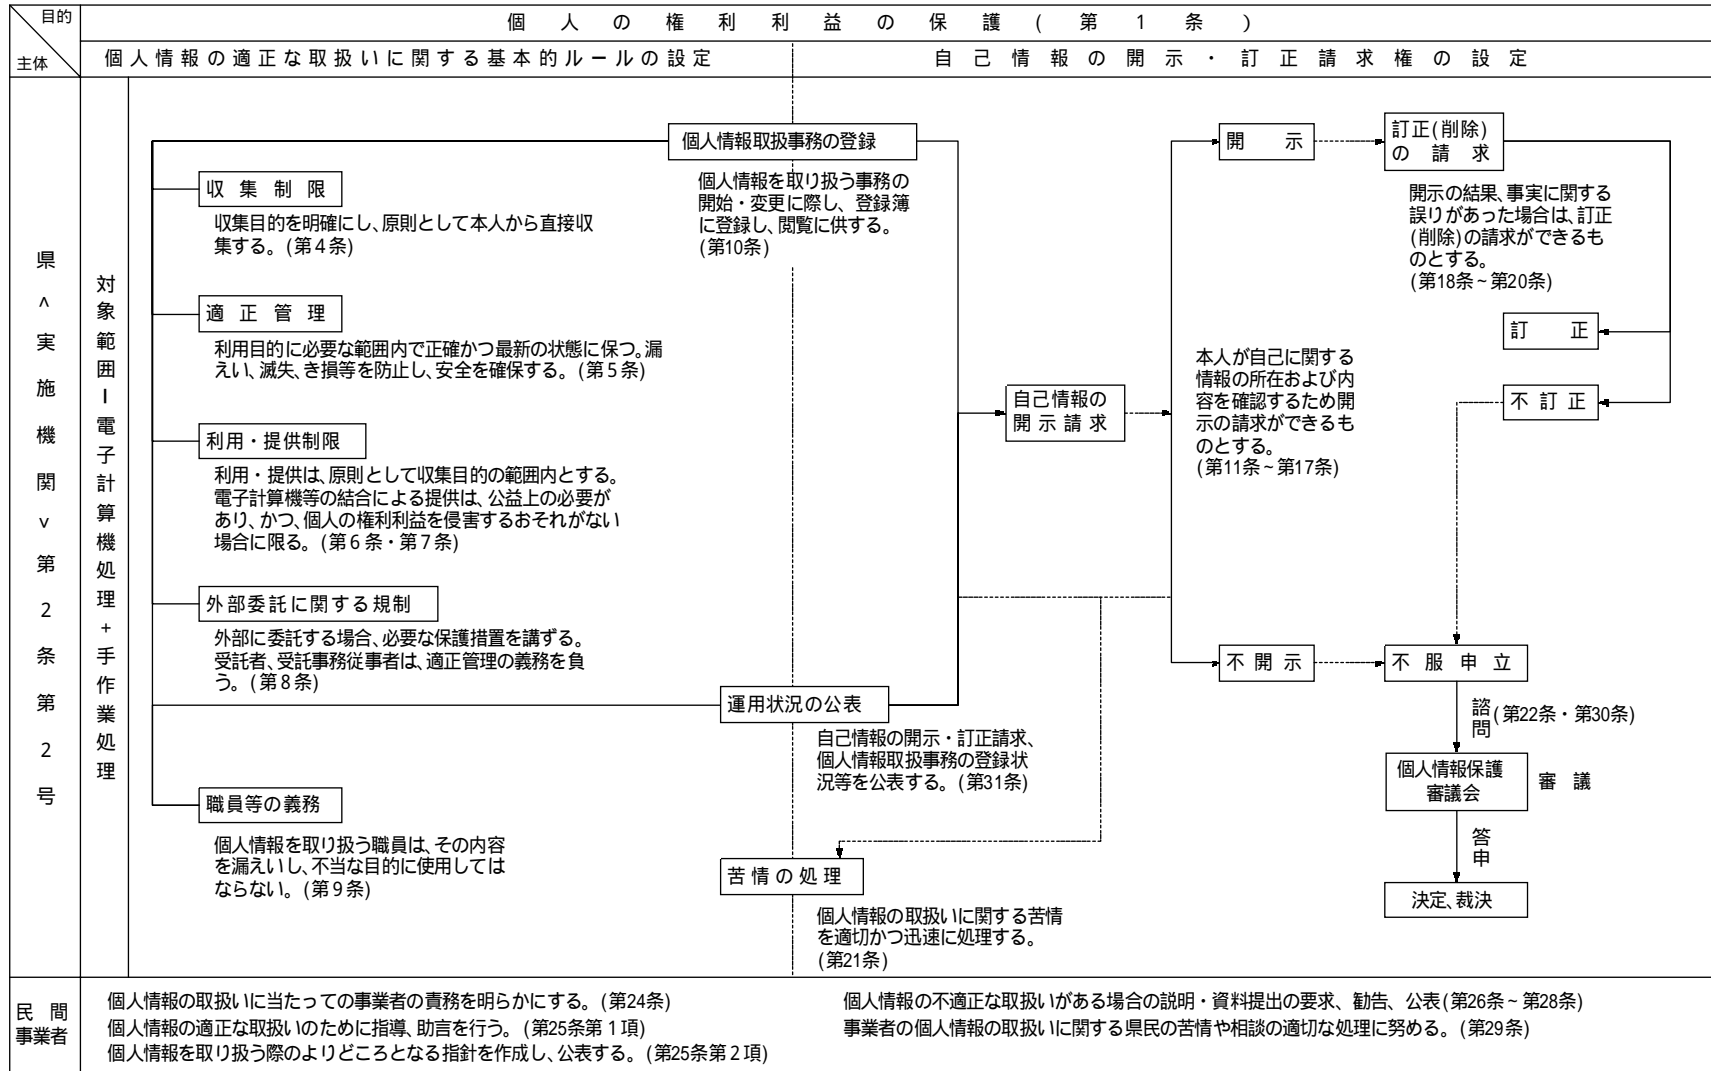 目的
主体
個人の権利利益の保護(第1条)
個人情報の適正な取扱いに関する基本的ルールの設定
自己情報の開示・訂正請求権の設定
県<実施機関>第2条第2号
対象範囲ー電子計算機処理+手作業処理
個人情報取扱事務の登録
個人情報を取り扱う事務の
開始・変更に際し、登録簿
に登録し、閲覧に供する。
(第10条)
収集制限
収集目的を明確にし、原則として本人から直接収
集する。(第4条)
適正管理
利用目的に必要な範囲内で正確かつ最新の状態に保つ。漏
えい、滅失、き損等を防止し、安全を確保する。(第5条)
利用・提供制限
利用・提供は、原則として収集目的の範囲内とする。
電子計算機等の結合による提供は、公益上の必要が
あり、かつ、個人の権利利益を侵害するおそれがない
場合に限る。(第6条・第7条)
外部委託に関する規制
外部に委託する場合、必要な保護措置を講ずる。
受託者、受託事務従事者は、適正管理の義務を負
う。(第8条)
運用状況の公表
自己情報の開示・訂正請求、
個人情報取扱事務の登録状
況等を公表する。(第31条)
職員等の義務
個人情報を取り扱う職員は、その内容
を漏えいし、不当な目的に使用しては
ならない。(第9条)
苦情の処理
個人情報の取扱いに関する苦情
を適切かつ迅速に処理する。
(第21条)
自己情報の
開示請求
本人が自己に関する
情報の所在および内
容を確認するため開
示の請求ができるも
のとする。
(第11条~第17条)
開示
訂正(削除)
の請求
開示の結果、事実に関する
誤りがあった場合は、訂正
(削除)の請求ができるも
のとする。
(第18条~第20条)
訂正
不訂正
不開示
不服申立
諮問
(第22条・第30条)
個人情報保護
審議会
審議
答申
決定、裁決
民間
事業者
個人情報の取扱いに当たっての事業者の責務を明らかにする。(第24条)
個人情報の適正な取扱いのために指導、助言を行う。(第25条第1項)
個人情報を取り扱う際のよりどころとなる指針を作成し、公表する。(第25条第2項)
個人情報の不適正な取扱いがある場合の説明・資料提出の要求、勧告、公表(第26条~第28条)
事業者の個人情報の取扱いに関する県民の苦情や相談の適切な処理に努める。(第29条)